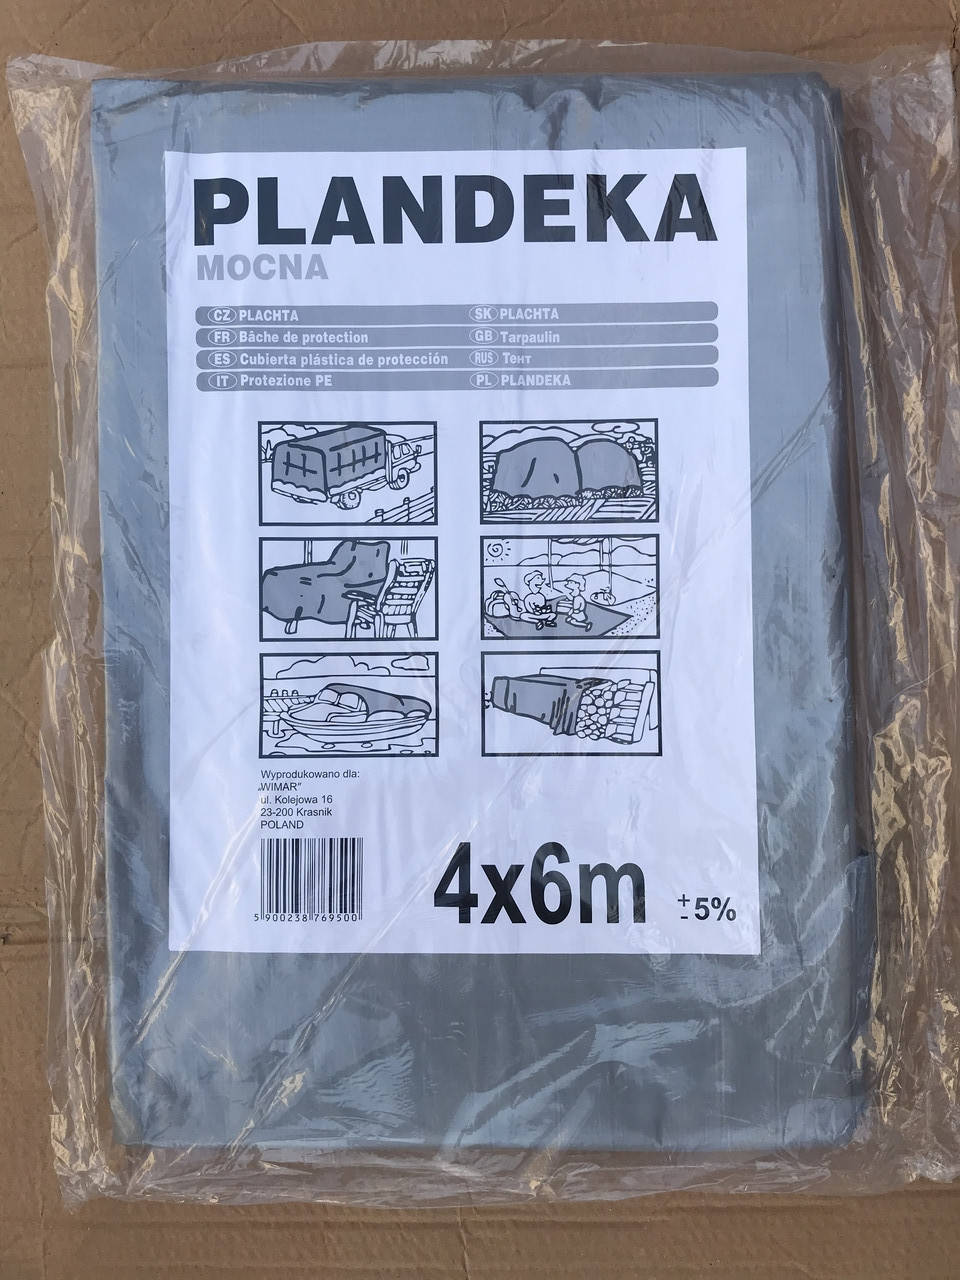 PLANDEKA
MOCNA
CZ PLACHTA
SK PLACHTA
FR Bâche de protection
GB Tarpaulin
ES Cubierta plástica de protección
RUS Тент
IT Protezione PE
PL PLANDEKA
Wyprodukowano dla:
„WIMAR”
ul. Kolejowa 16
23-200 Krasnik
POLAND
5 900238 769500
4x6m
+
- 5%